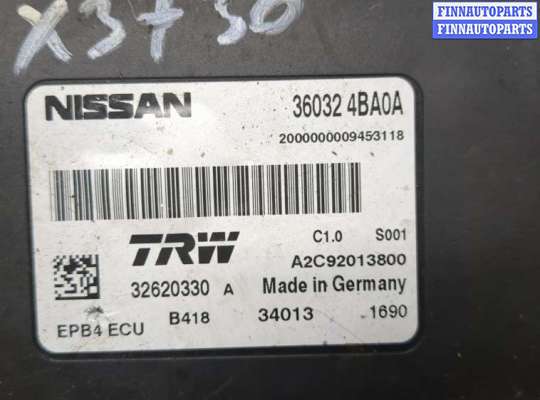 FINNAUTOPARTS
FINNAUTOPARTS
X3730
NISSAN 36032 4BA0A
2000000009453118
TRW C1.0 S001
A2C92013800
32620330 A Made in Germany
EPB4 ECU B418 34013 1690